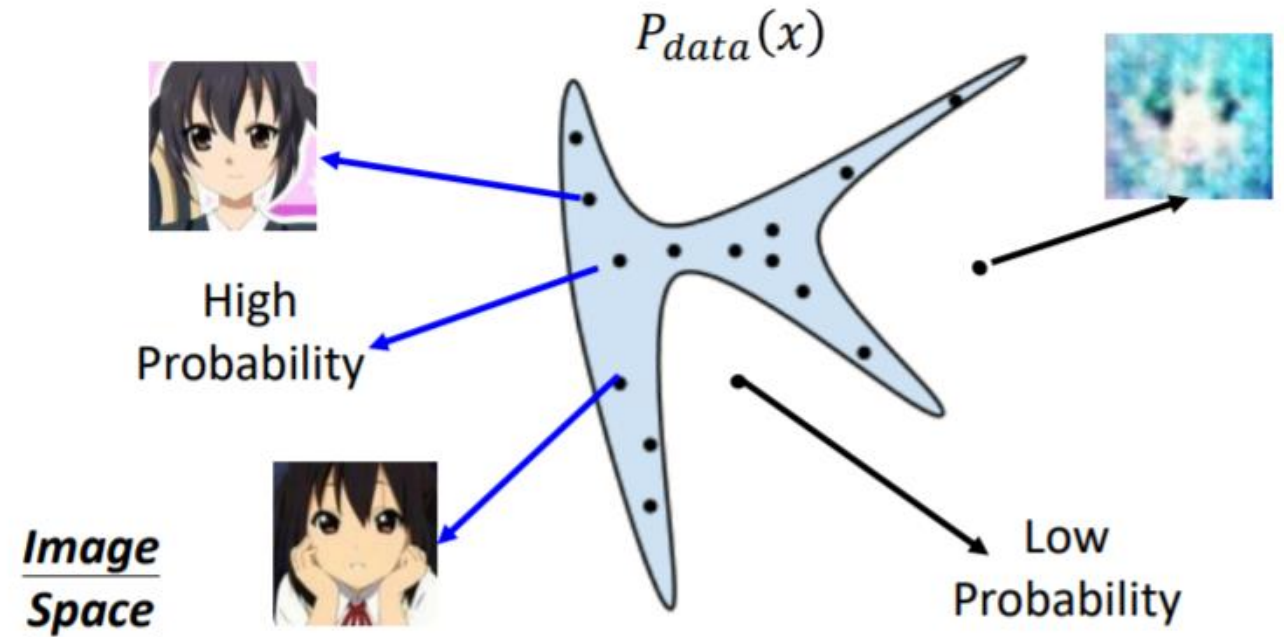 P_data(x)
High
Probability
Image
Space
Low
Probability